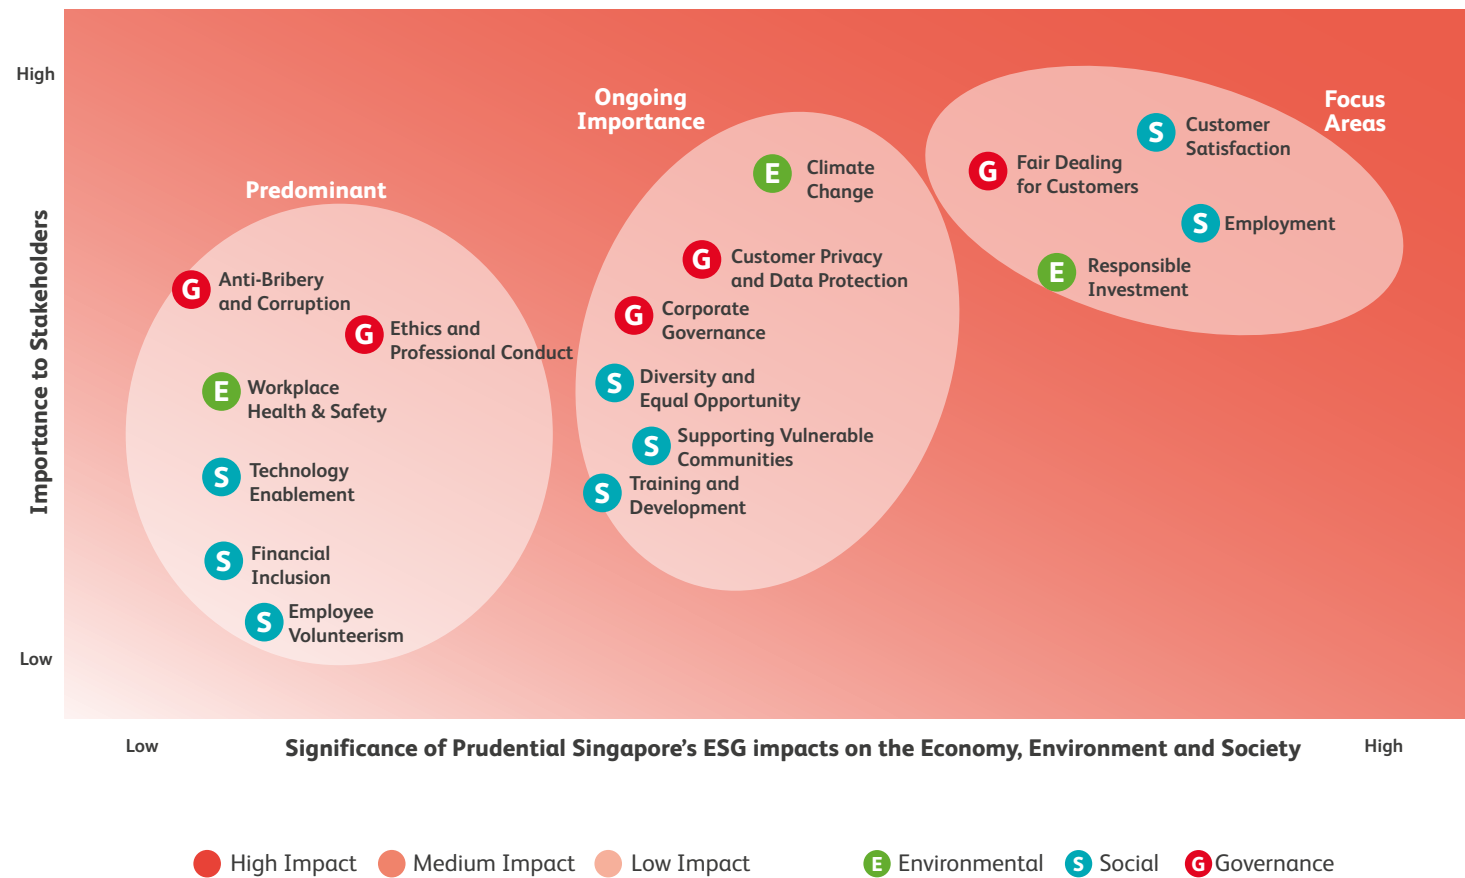 High
Ongoing
Importance
Focus
Areas
S Customer
Satisfaction
G Fair Dealing
for Customers
E Climate
Change
Predominant
S Employment
G Customer Privacy
and Data Protection
E Responsible
Investment
G Anti-Bribery
and Corruption
G Corporate
Governance
G Ethics and
Professional Conduct
S Diversity and
Equal Opportunity
E Workplace
Health & Safety
S Supporting Vulnerable
Communities
S Technology
Enablement
S Training and
Development
S Financial
Inclusion
S Employee
Volunteerism
Importance to Stakeholders
Low
Low
Significance of Prudential Singapore’s ESG impacts on the Economy, Environment and Society
High
High Impact
Medium Impact
Low Impact
E Environmental
S Social
G Governance